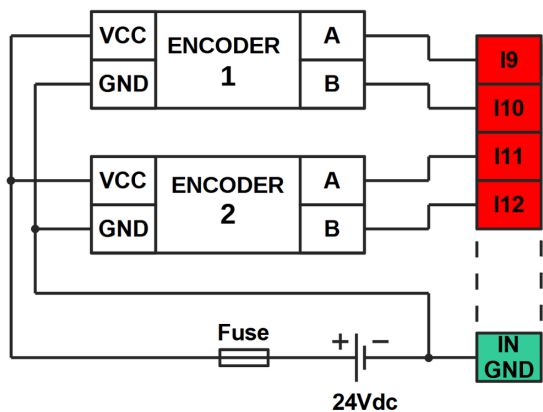 VCC
ENCODER
1
A
GND
B
I9
I10
VCC
ENCODER
2
A
GND
B
I11
I12
Fuse
+
−
24Vdc
IN
GND